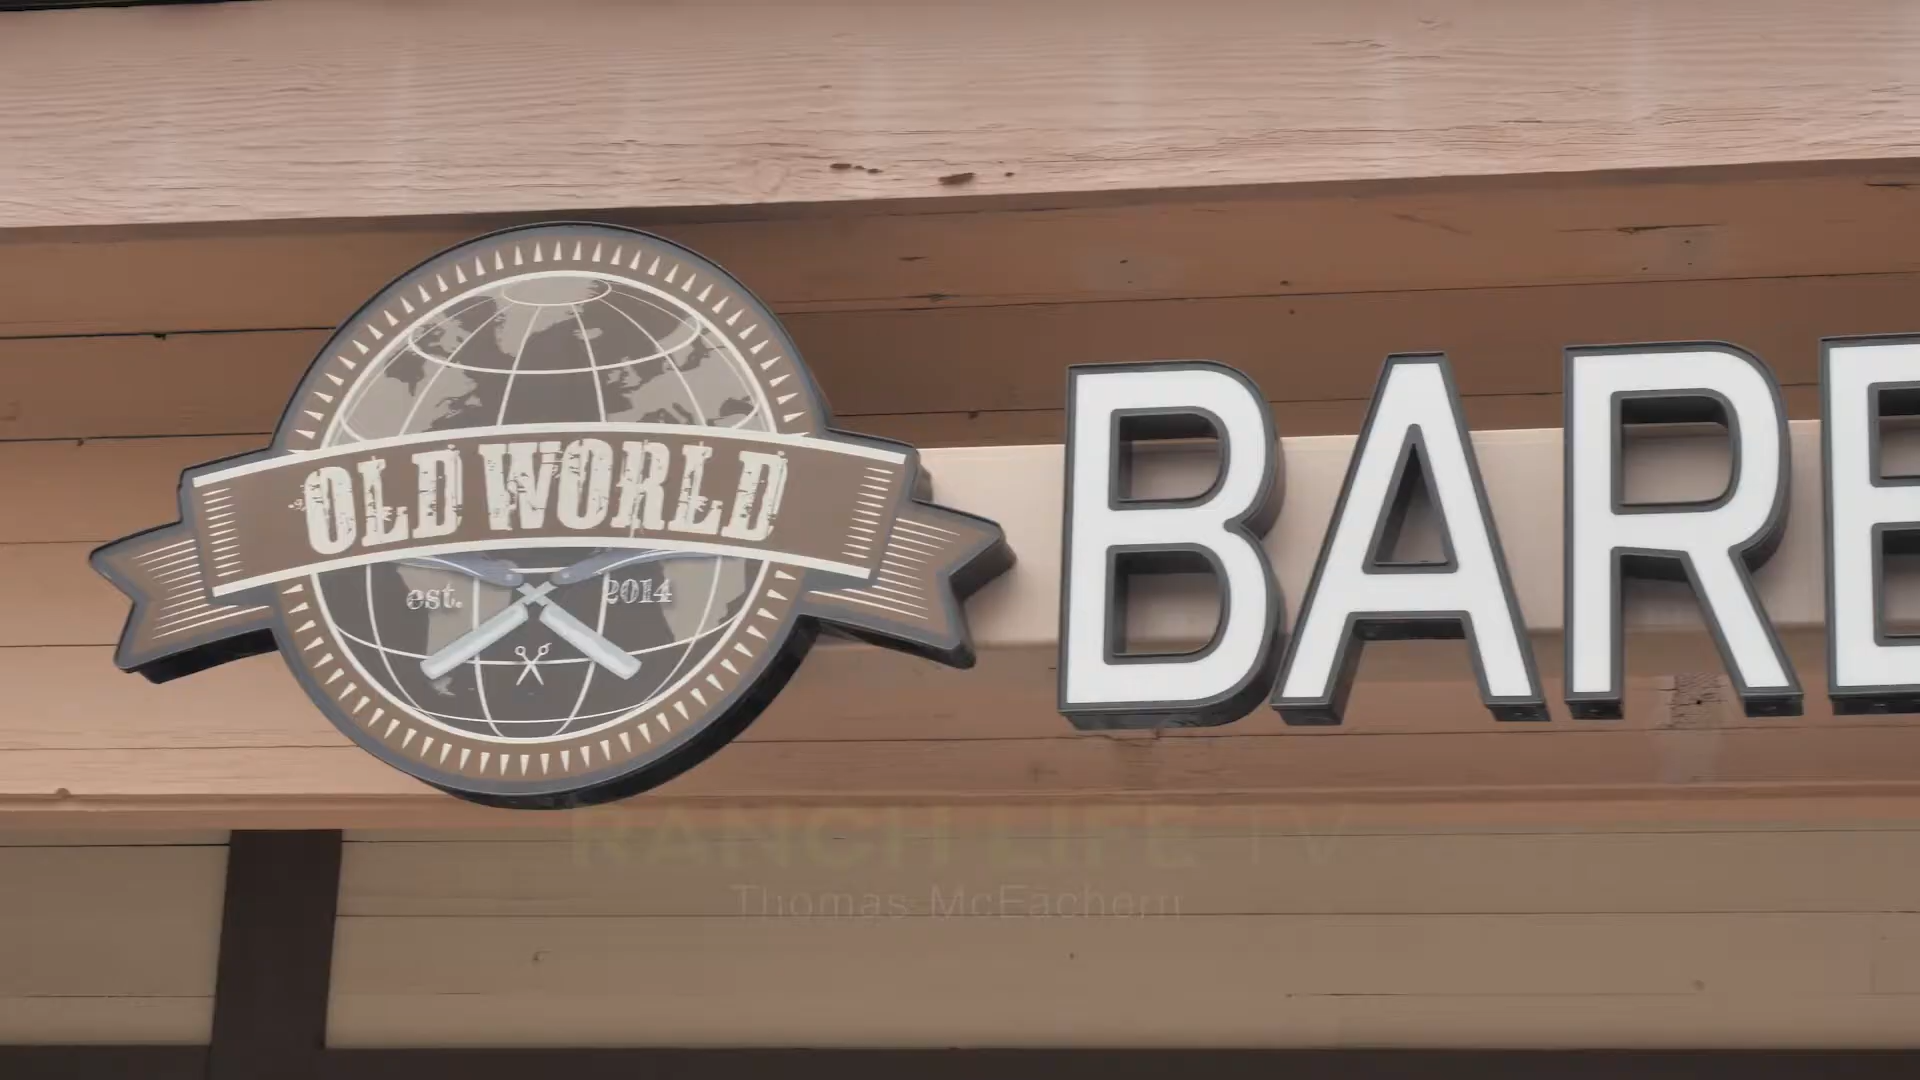 OLD WORLD
est. 2014
BARB
RANCH LIFE TV
Thomas McEachern